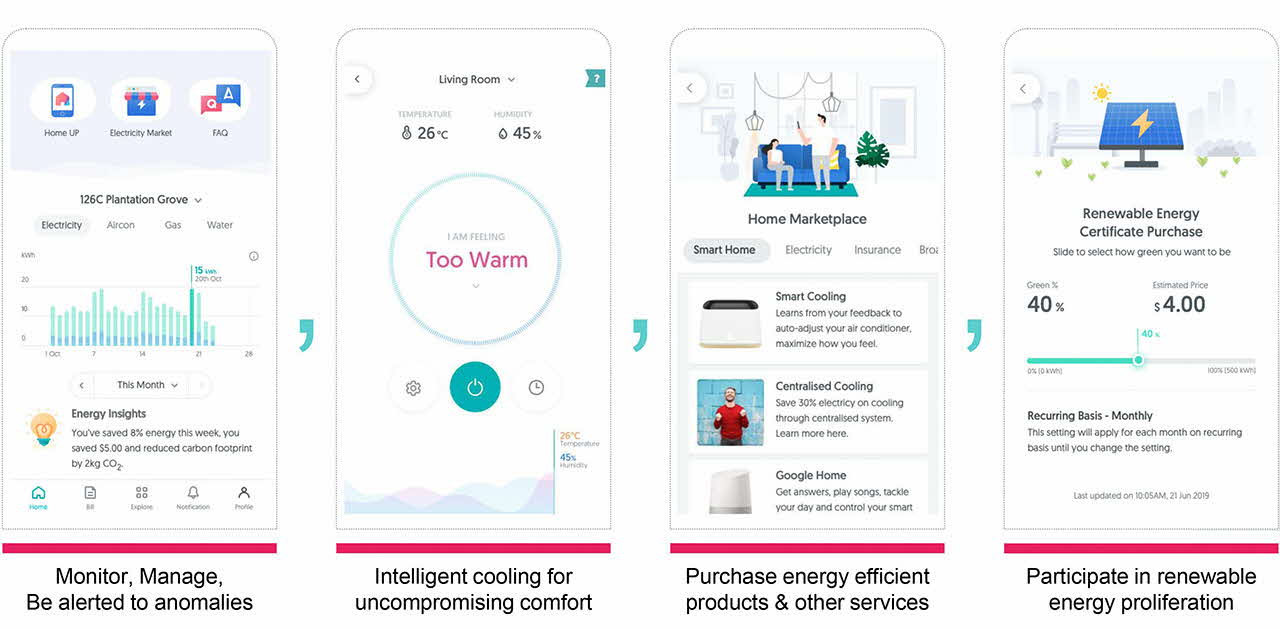 Home UP
Electricity Market
FAQ
Q
A
126C Plantation Grove
Electricity
Aircon
Gas
Water
kWh
15 kWh
20th Oct
20
10
0
1 Oct
7
14
21
28
This Month
Energy Insights
You've saved 8% energy this week, you
saved $5.00 and reduced carbon footprint
by 2kg CO2.
Home
Bill
Explore
Notification
Profile
Monitor, Manage,
Be alerted to anomalies
,
Living Room
?
TEMPERATURE
HUMIDITY
26°C
45%
I AM FEELING
Too Warm
26°C
Temperature
45%
Humidity
Intelligent cooling for
uncompromising comfort
,
Home Marketplace
Smart Home
Electricity
Insurance
Broa
Smart Cooling
Learns from your feedback to
auto-adjust your air conditioner,
maximize how you feel.
Centralised Cooling
Save 30% electricy on cooling
through centralised system.
Learn more here.
Google Home
Get answers, play songs, tackle
your day and control your smart
Purchase energy efficient
products & other services
,
Renewable Energy
Certificate Purchase
Slide to select how green you want to be
Green %
Estimated Price
40 %
$ 4.00
40 %
0% (0 kWh)
100% (500 kWh)
Recurring Basis - Monthly
This setting will apply for each month on recurring
basis until you change the setting.
Last updated on 10:05AM, 21 Jun 2019
Participate in renewable
energy proliferation